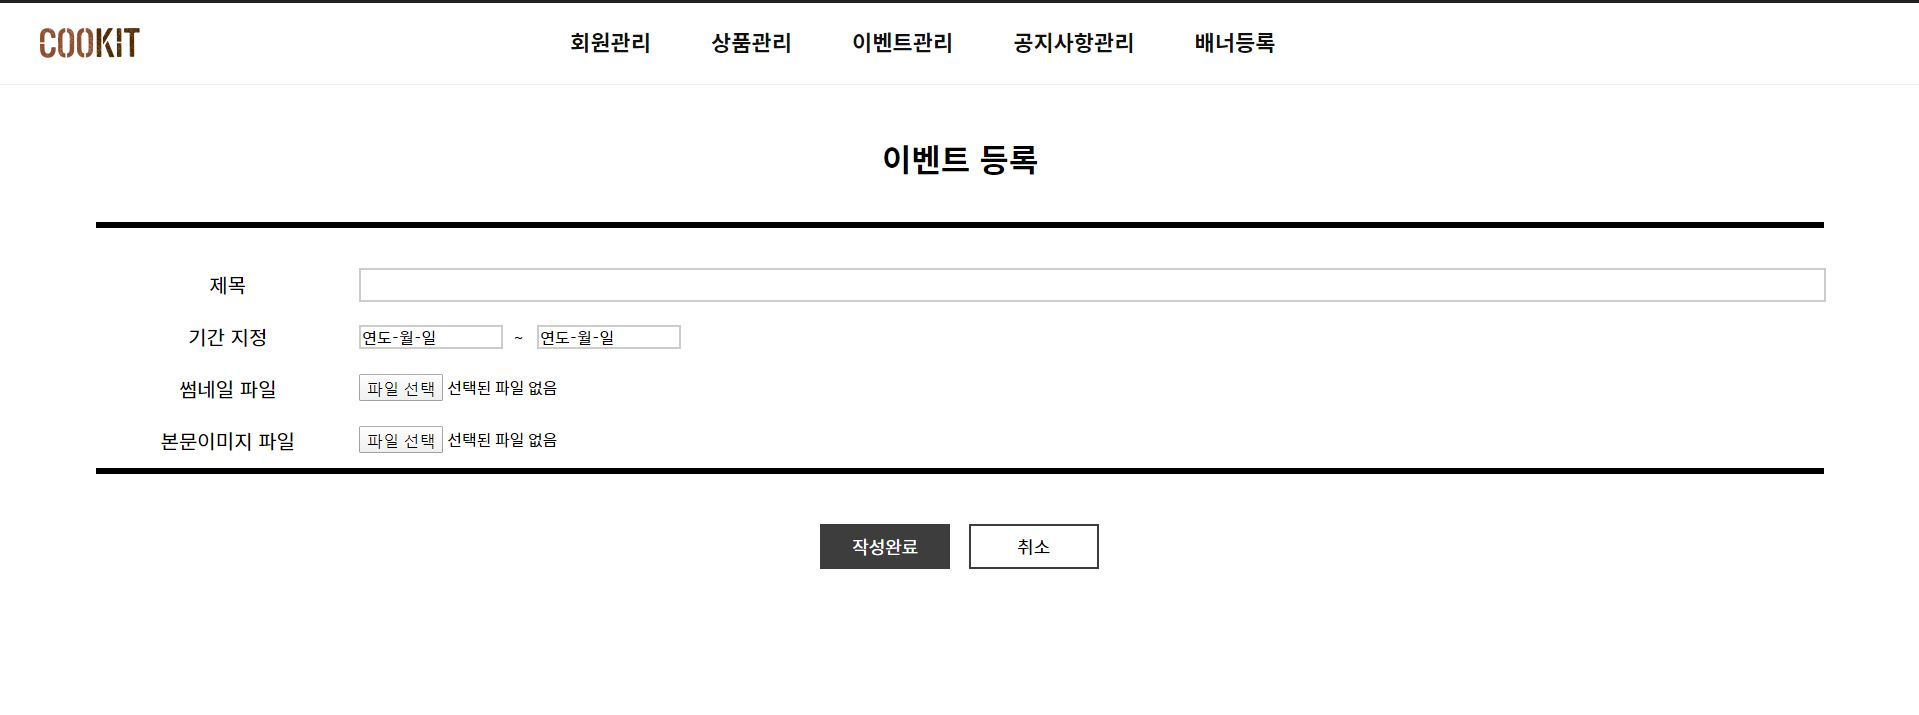 COOKIT 회원관리 상품관리 이벤트관리 공지사항관리 배너등록
이벤트 등록
제목
기간 지정 연도-월-일 ~ 연도-월-일
썸네일 파일 파일 선택 선택된 파일 없음
본문이미지 파일 파일 선택 선택된 파일 없음
작성완료 취소